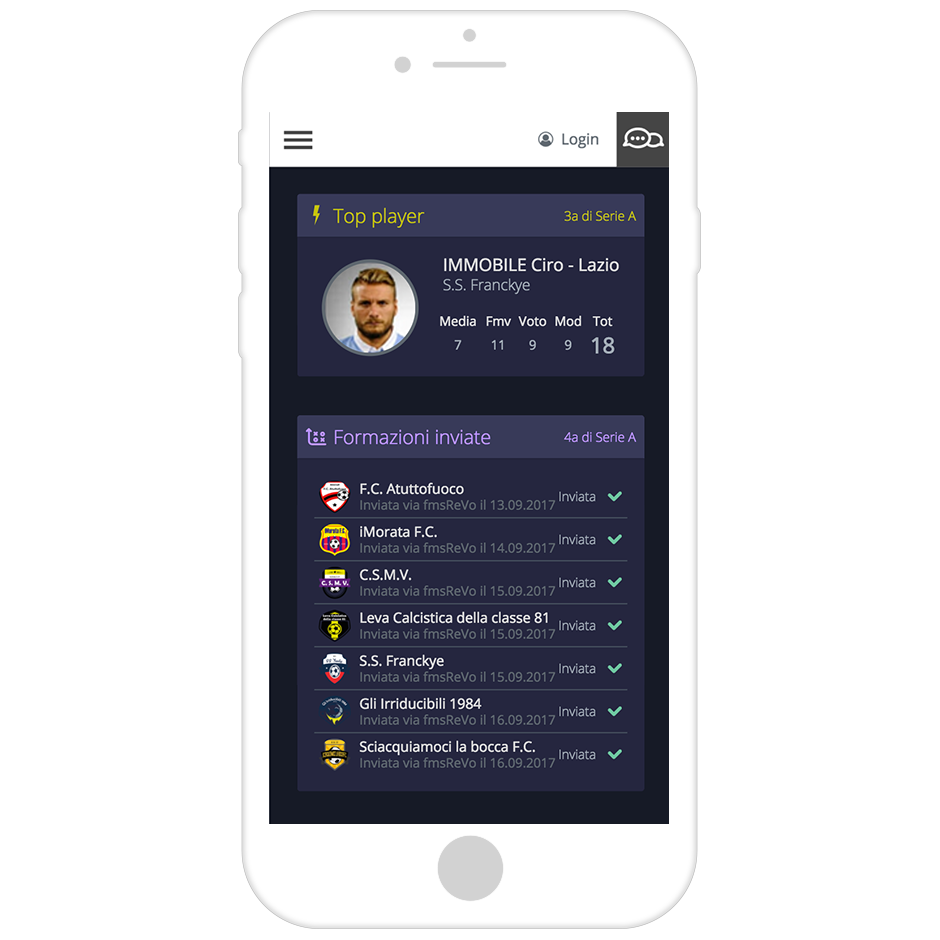 Login
Top player
3a di Serie A
IMMOBILE Ciro - Lazio
S.S. Franckye
Media Fmv Voto Mod Tot
7 11 9 9 18
Formazioni inviate
4a di Serie A
F.C. Atuttofuoco
Inviata via fmsReVo il 13.09.2017
Inviata
iMorata F.C.
Inviata via fmsReVo il 14.09.2017
Inviata
C.S.M.V.
Inviata via fmsReVo il 15.09.2017
Inviata
Leva Calcistica della classe 81
Inviata via fmsReVo il 15.09.2017
Inviata
S.S. Franckye
Inviata via fmsReVo il 15.09.2017
Inviata
Gli Irriducibili 1984
Inviata via fmsReVo il 16.09.2017
Inviata
Sciacquiamoci la bocca F.C.
Inviata via fmsReVo il 16.09.2017
Inviata